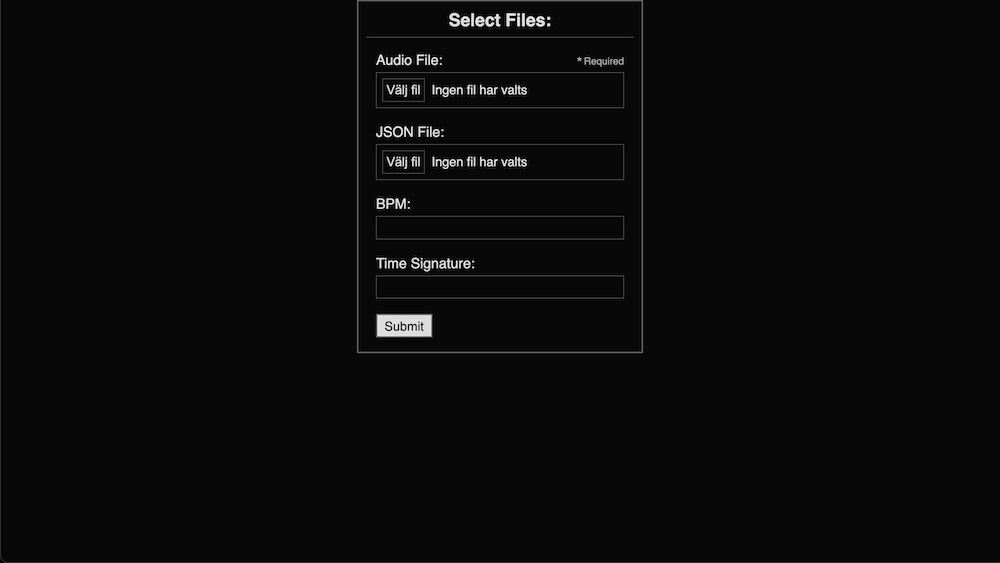 Select Files:
Audio File: * Required
Välj fil Ingen fil har valts
JSON File:
Välj fil Ingen fil har valts
BPM:
Time Signature:
Submit